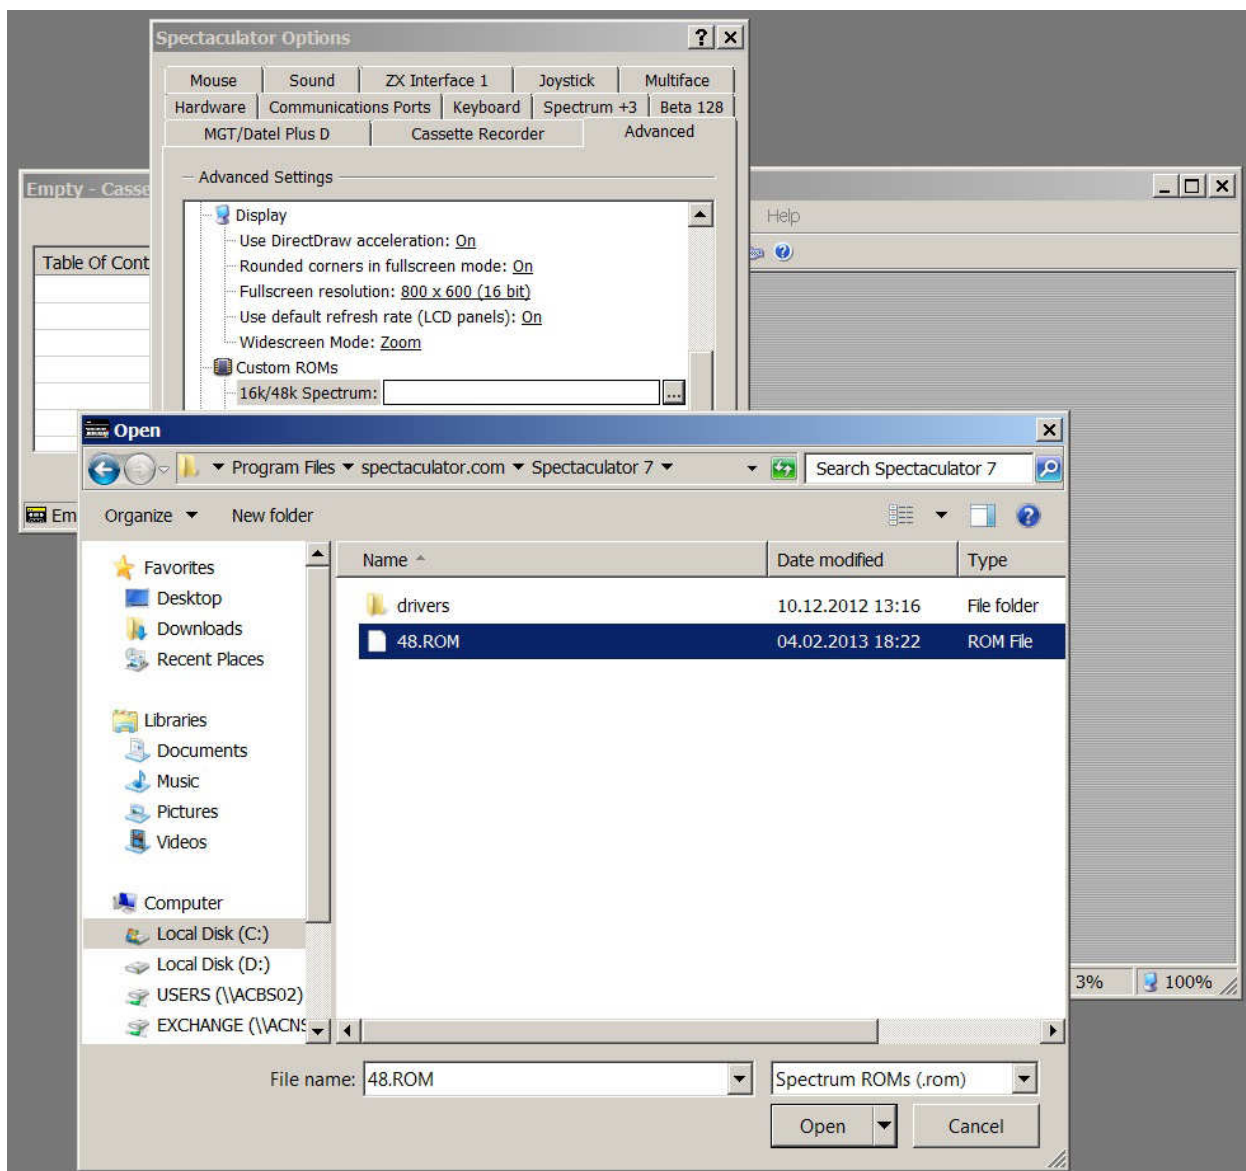 Spectaculator Options
Mouse Sound ZX Interface 1 Joystick Multiface
Hardware Communications Ports Keyboard Spectrum +3 Beta 128
MGT/Datel Plus D Cassette Recorder Advanced
Advanced Settings
Display
Use DirectDraw acceleration: On
Rounded corners in fullscreen mode: On
Fullscreen resolution: 800 x 600 (16 bit)
Use default refresh rate (LCD panels): On
Widescreen Mode: Zoom
Custom ROMs
16k/48k Spectrum: ...
Empty - Casse
Table Of Cont
Em
Help
Open
Program Files spectaculator.com Spectaculator 7 Search Spectaculator 7
Organize New folder
Favorites
Desktop
Downloads
Recent Places
Libraries
Documents
Music
Pictures
Videos
Computer
Local Disk (C:)
Local Disk (D:)
USERS (\\ACBS02)
EXCHANGE (\\ACNS
Name Date modified Type
drivers 10.12.2012 13:16 File folder
48.ROM 04.02.2013 18:22 ROM File
3% 100%
File name: 48.ROM Spectrum ROMs (.rom)
Open Cancel